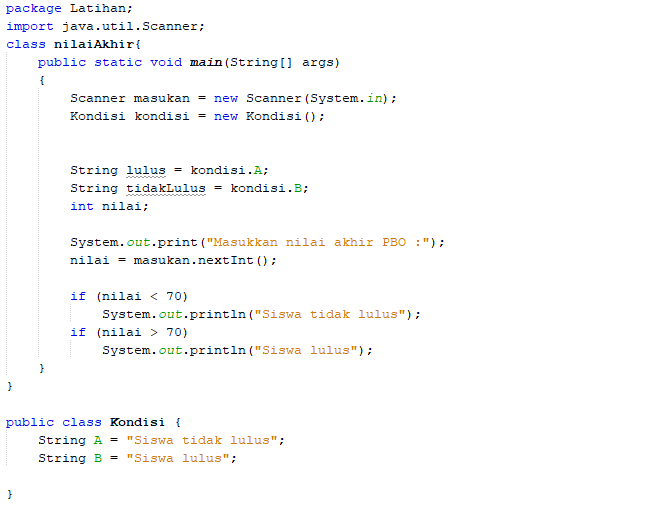 package Latihan;
import java.util.Scanner;
class nilaiAkhir{
    public static void main(String[] args)
    {
        Scanner masukan = new Scanner(System.in);
        Kondisi kondisi = new Kondisi();
        String lulus = kondisi.A;
        String tidakLulus = kondisi.B;
        int nilai;
        System.out.print("Masukkan nilai akhir PBO :");
        nilai = masukan.nextInt();
        if (nilai < 70)
            System.out.println("Siswa tidak lulus");
        if (nilai > 70)
            System.out.println("Siswa lulus");
    }
}
public class Kondisi {
    String A = "Siswa tidak lulus";
    String B = "Siswa lulus";
}